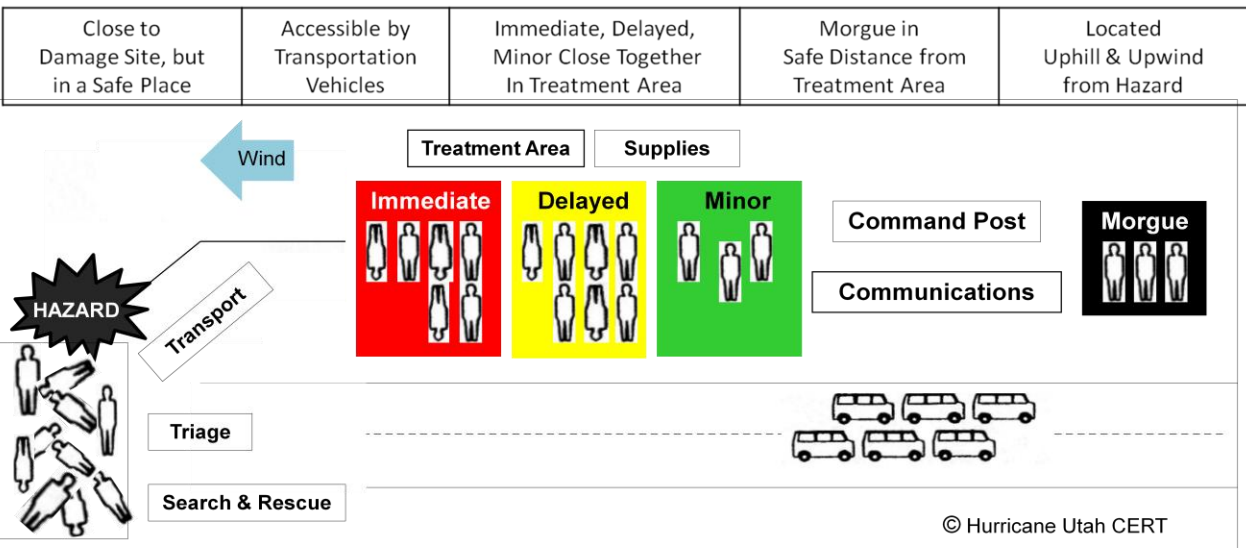 Close to
Damage Site, but
in a Safe Place
Accessible by
Transportation
Vehicles
Immediate, Delayed,
Minor Close Together
In Treatment Area
Morgue in
Safe Distance from
Treatment Area
Located
Uphill & Upwind
from Hazard
Wind
Treatment Area
Supplies
Immediate
Delayed
Minor
Command Post
Morgue
Communications
HAZARD
Transport
Triage
Search & Rescue
© Hurricane Utah CERT